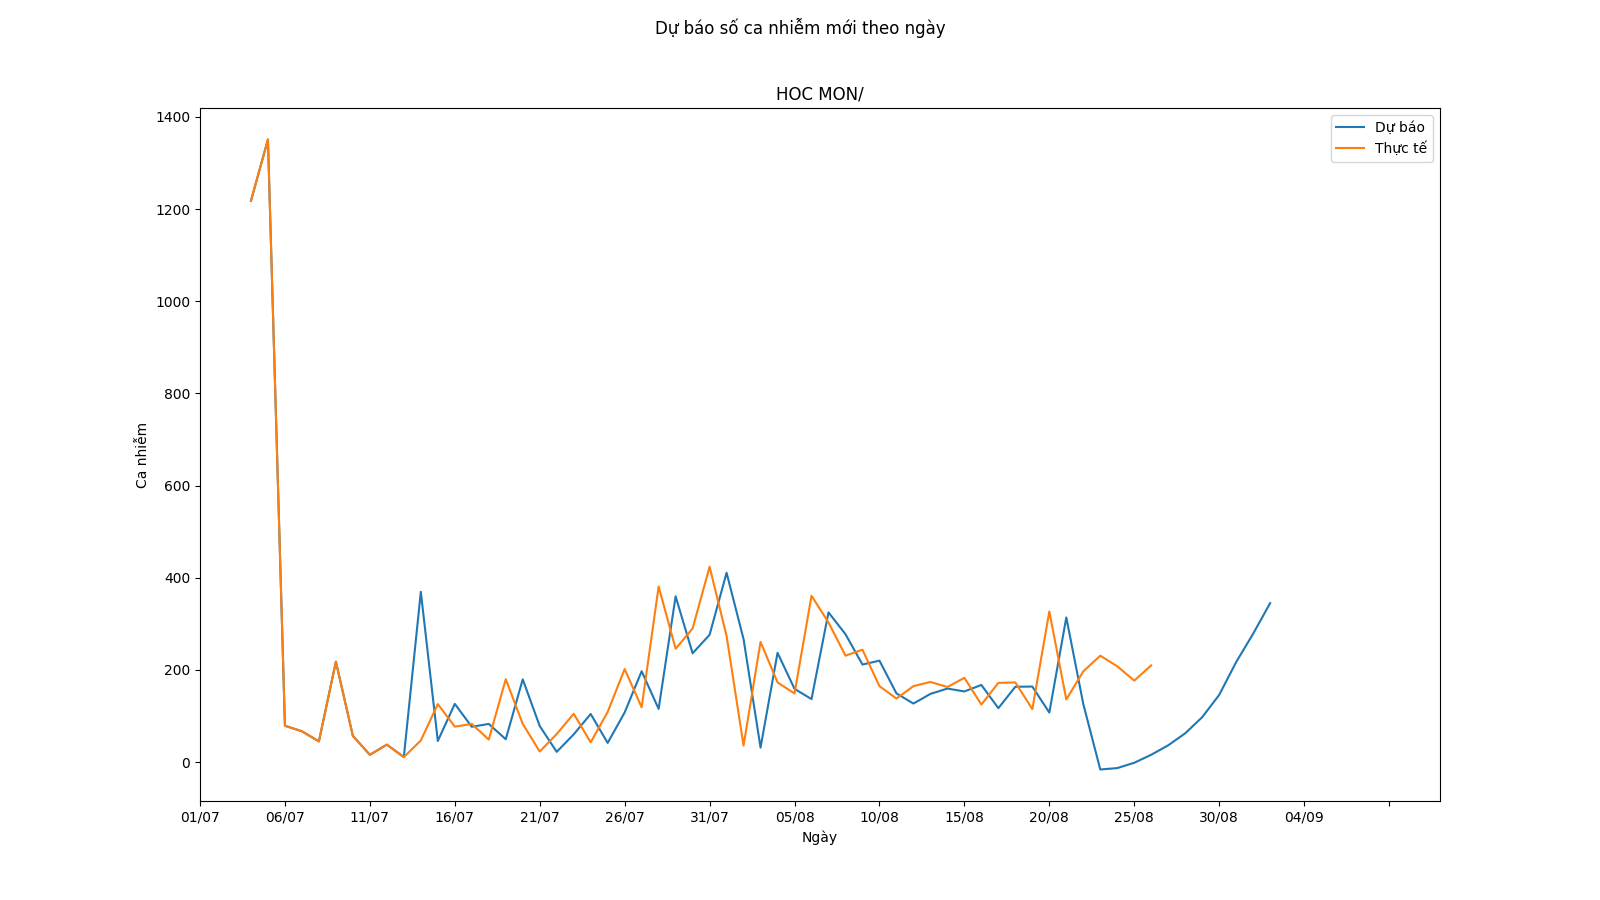 Dự báo số ca nhiễm mới theo ngày
HOC MON/
1400
1200
1000
800
600
400
200
0
Ca nhiễm
Dự báo
Thực tế
01/07 06/07 11/07 16/07 21/07 26/07 31/07 05/08 10/08 15/08 20/08 25/08 30/08 04/09
Ngày